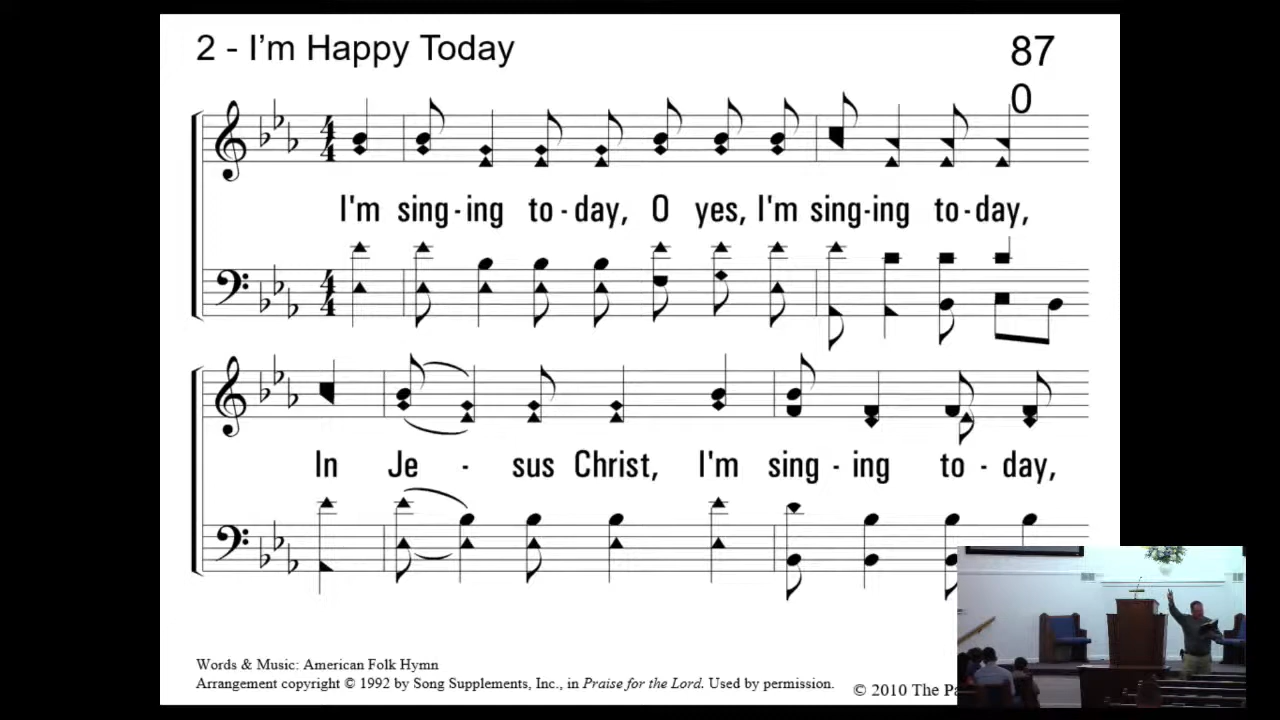 2 - I’m Happy Today
87
0
I'm sing - ing to - day, O yes, I'm sing-ing to - day,
In Je - sus Christ, I'm sing - ing to - day,
Words & Music: American Folk Hymn
Arrangement copyright © 1992 by Song Supplements, Inc., in Praise for the Lord. Used by permission.
© 2010 The